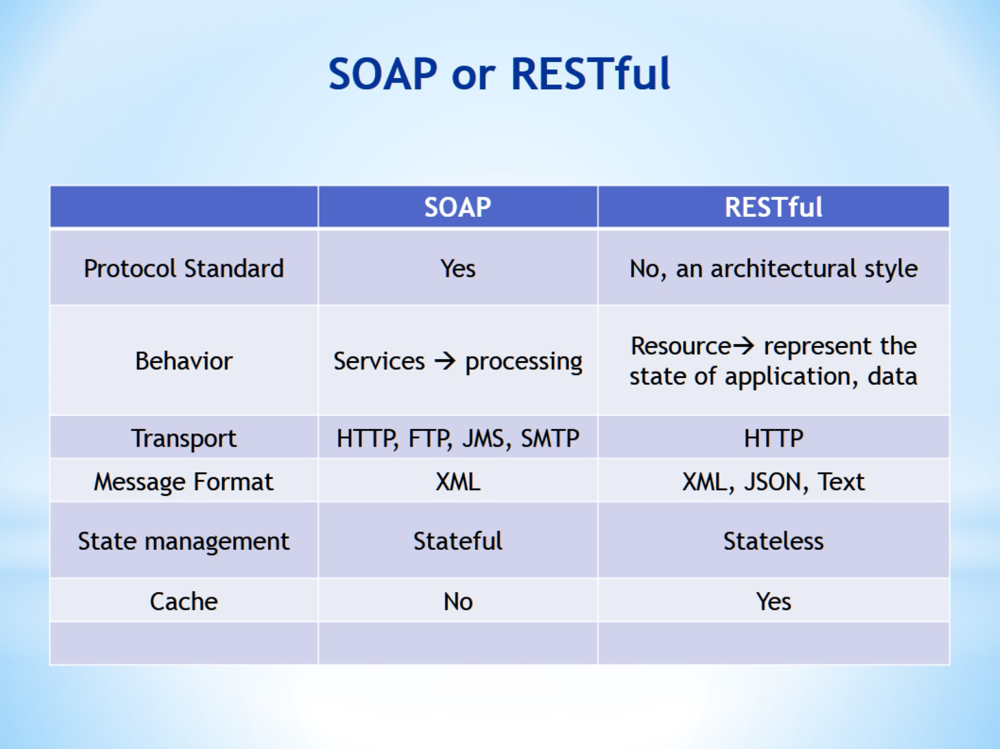 SOAP or RESTful
SOAP RESTful
Protocol Standard Yes No, an architectural style
Behavior Services → processing Resource→ represent the
state of application, data
Transport HTTP, FTP, JMS, SMTP HTTP
Message Format XML XML, JSON, Text
State management Stateful Stateless
Cache No Yes